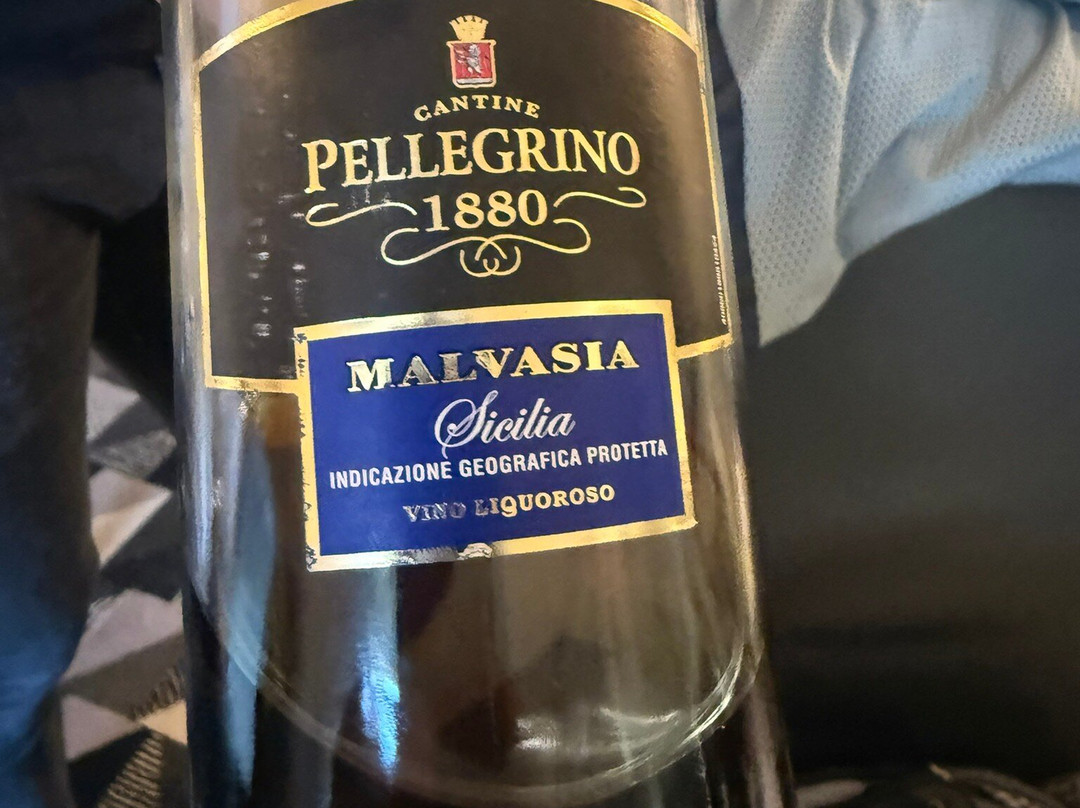 CANTINE
PELLEGRINO
1880
MALVASIA
Sicilia
INDICAZIONE GEOGRAFICA PROTETTA
VINO LIQUOROSO